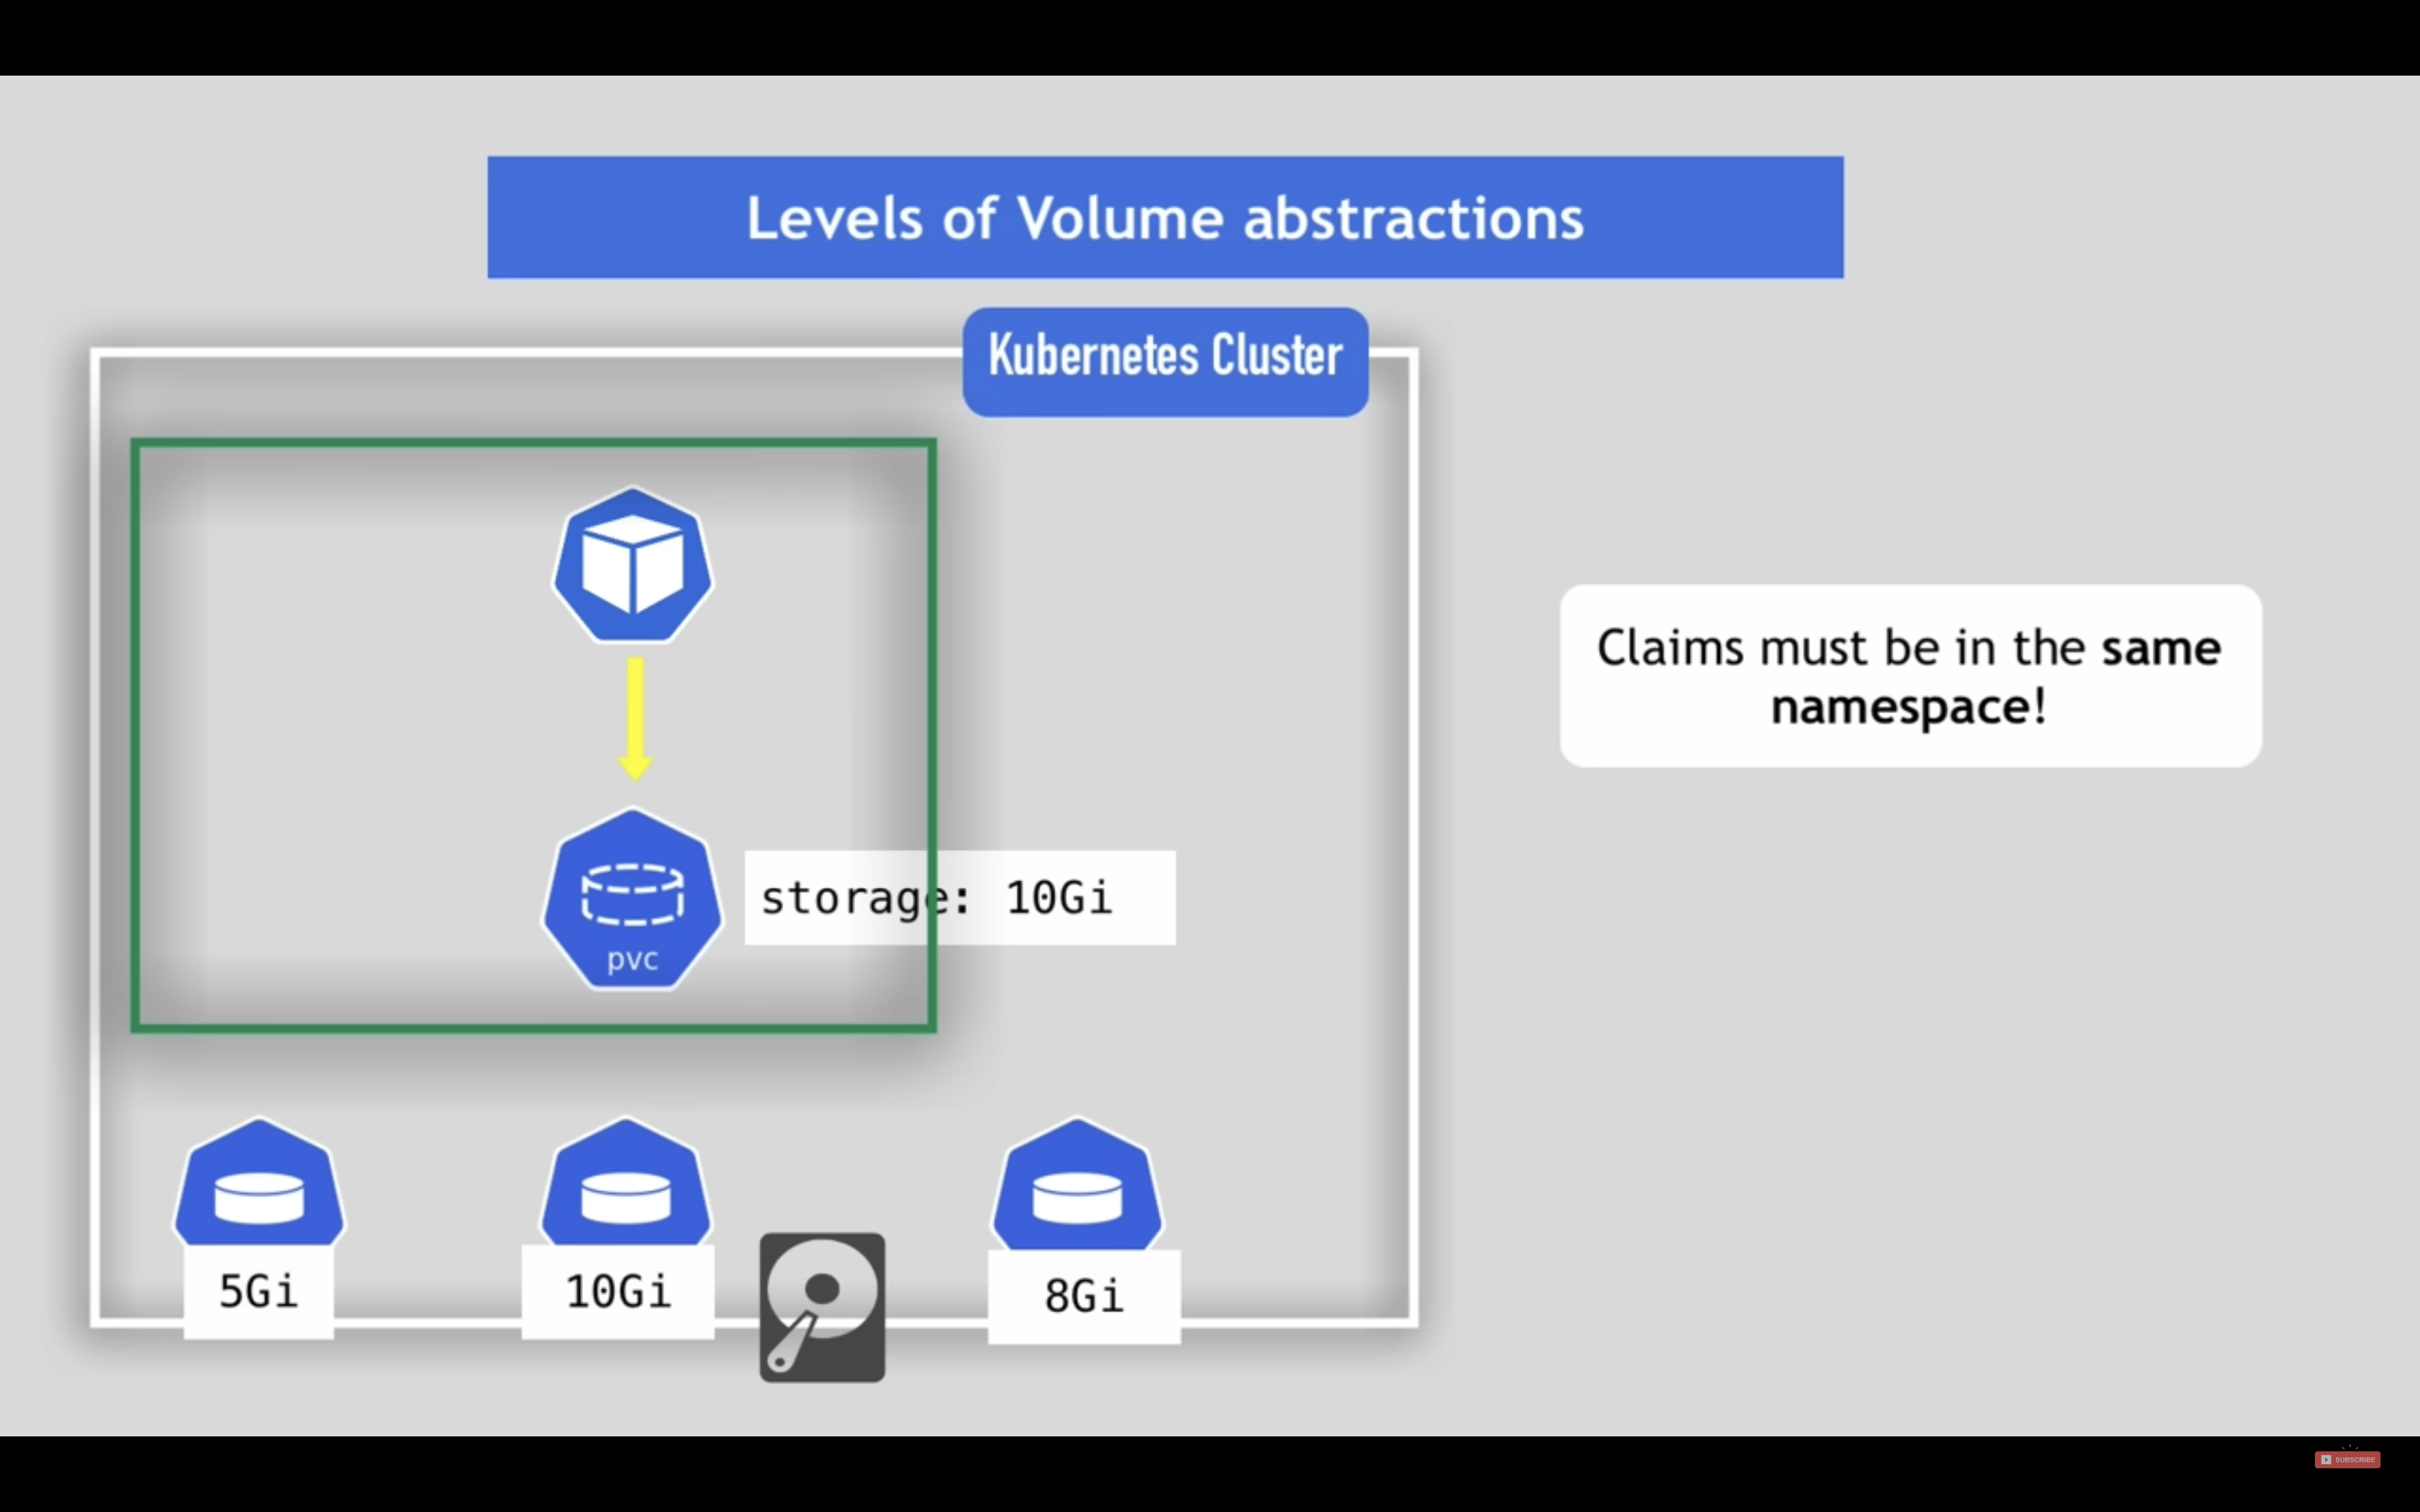 Levels of Volume abstractions
Kubernetes Cluster
Claims must be in the same
namespace!
storage: 10Gi
pvc
5Gi
10Gi
8Gi
SUBSCRIBE